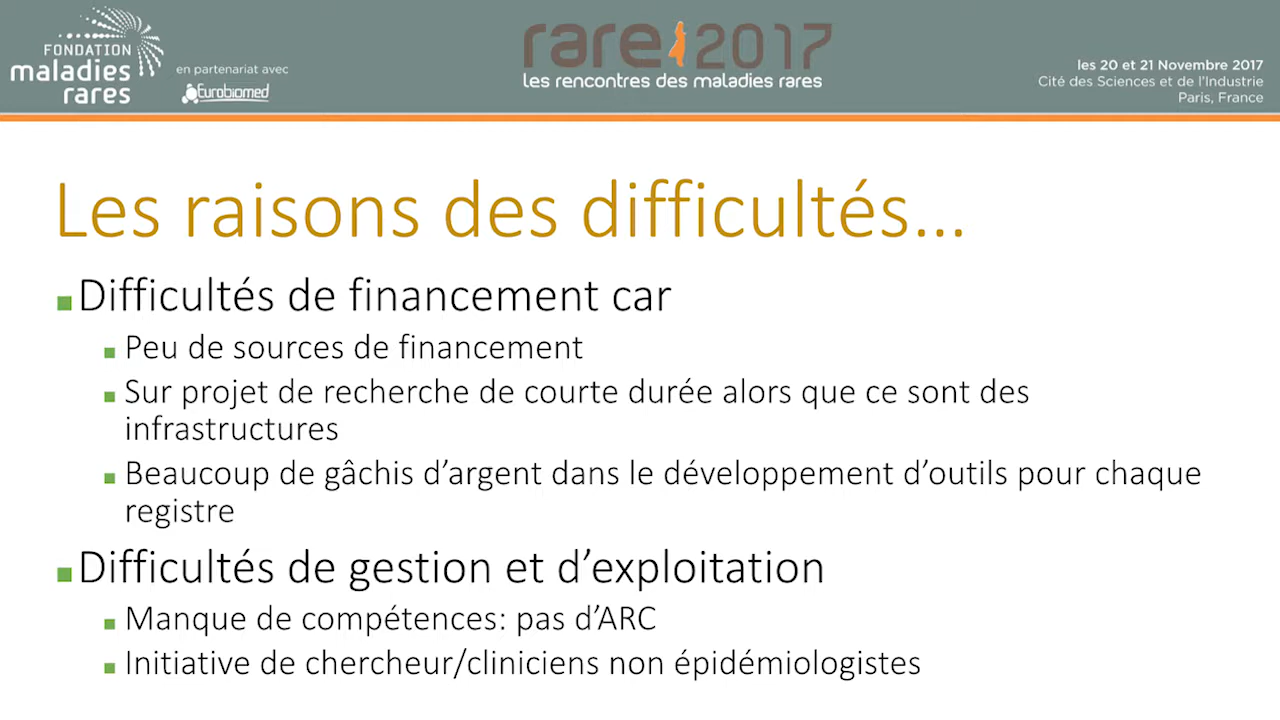 FONDATION
maladies
rares
en partenariat avec
Eurobiomed
rare 2017
les rencontres des maladies rares
les 20 et 21 Novembre 2017
Cité des Sciences et de l'Industrie
Paris, France
Les raisons des difficultés…
Difficultés de financement car
Peu de sources de financement
Sur projet de recherche de courte durée alors que ce sont des
infrastructures
Beaucoup de gâchis d’argent dans le développement d’outils pour chaque
registre
Difficultés de gestion et d’exploitation
Manque de compétences: pas d’ARC
Initiative de chercheur/cliniciens non épidémiologistes